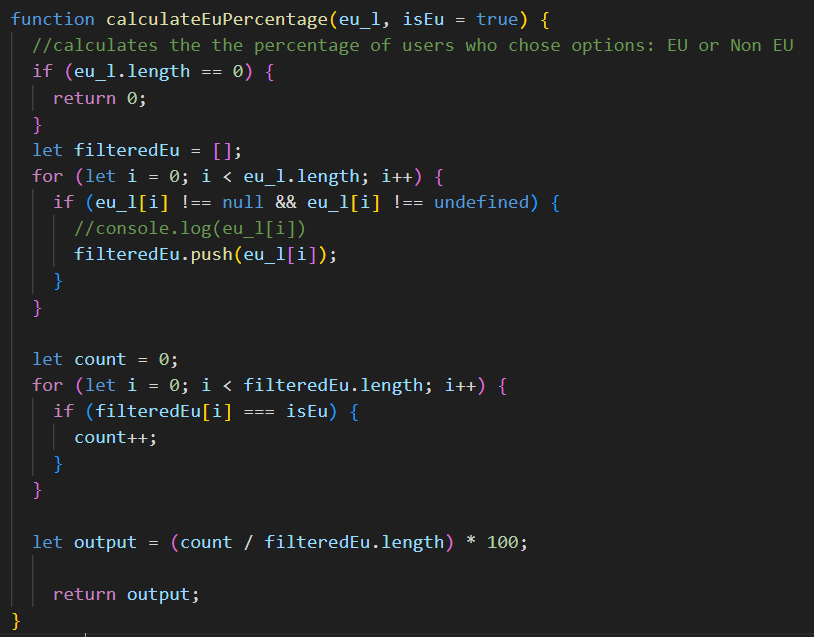 function calculateEuPercentage(eu_l, isEu = true) {
  //calculates the the percentage of users who chose options: EU or Non EU
  if (eu_l.length == 0) {
    return 0;
  }
  let filteredEu = [];
  for (let i = 0; i < eu_l.length; i++) {
    if (eu_l[i] !== null && eu_l[i] !== undefined) {
      //console.log(eu_l[i])
      filteredEu.push(eu_l[i]);
    }
  }

  let count = 0;
  for (let i = 0; i < filteredEu.length; i++) {
    if (filteredEu[i] === isEu) {
      count++;
    }
  }

  let output = (count / filteredEu.length) * 100;

    return output;
}